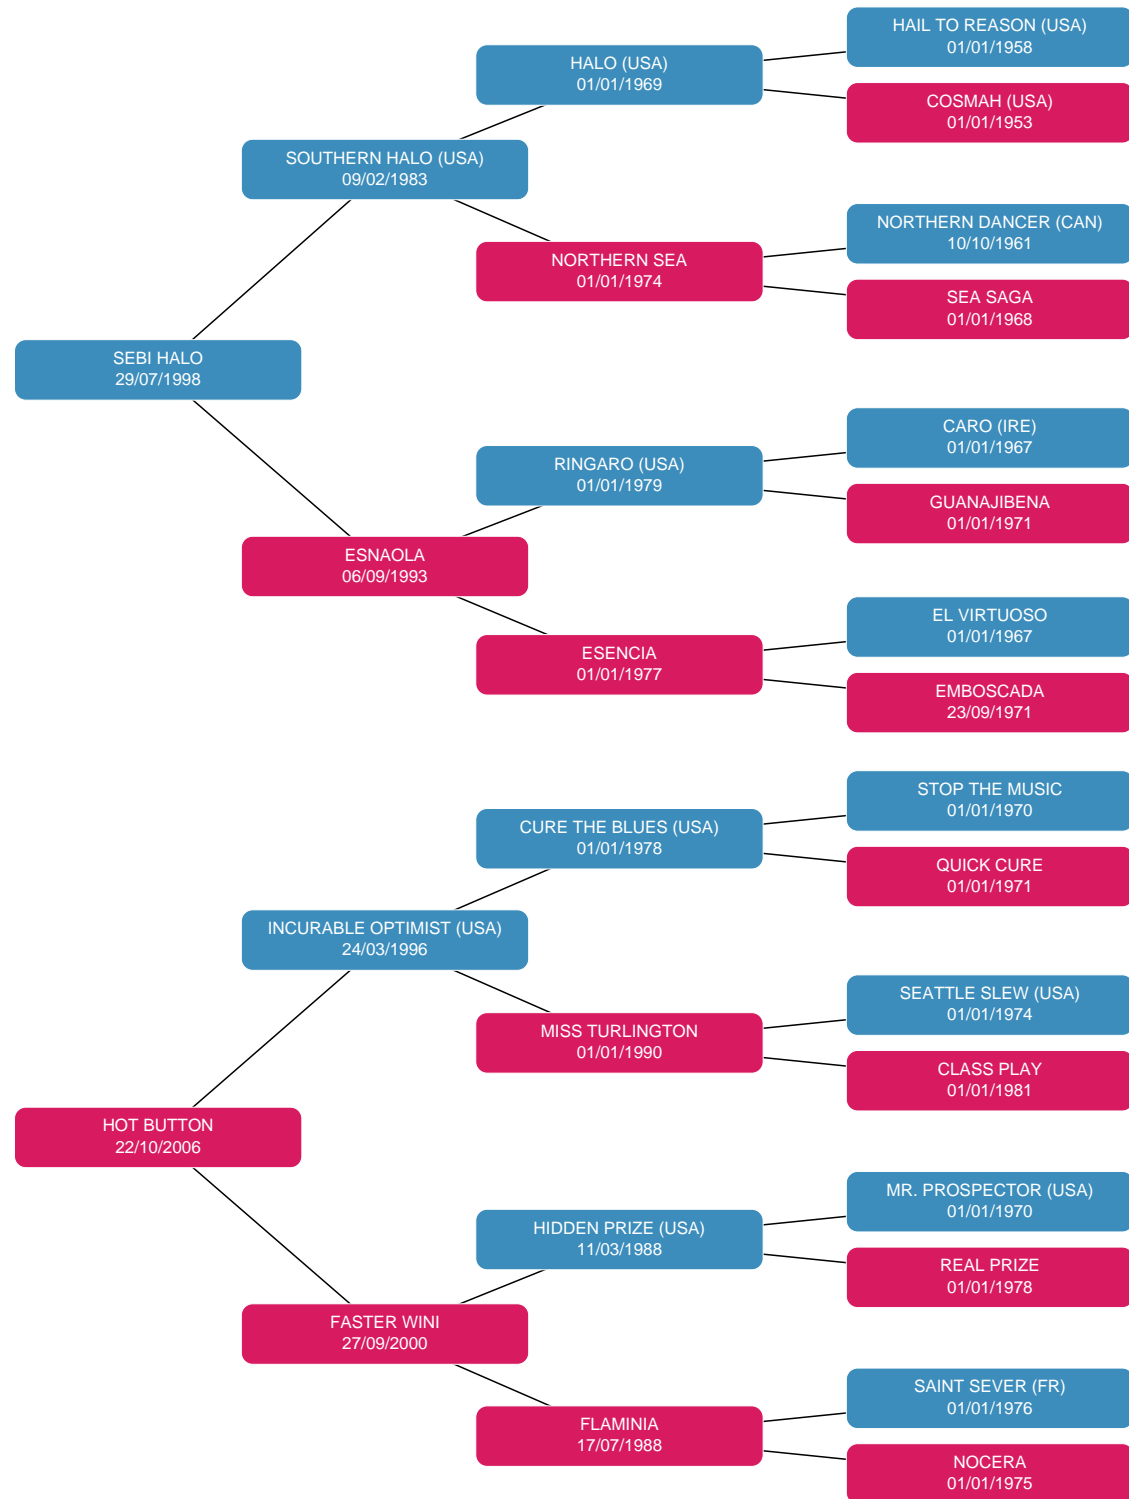 HAIL TO REASON (USA)
01/01/1958
HALO (USA)
01/01/1969
COSMAH (USA)
01/01/1953
SOUTHERN HALO (USA)
09/02/1983
NORTHERN DANCER (CAN)
10/10/1961
NORTHERN SEA
01/01/1974
SEA SAGA
01/01/1968
SEBI HALO
29/07/1998
CARO (IRE)
01/01/1967
RINGARO (USA)
01/01/1979
GUANAJIBENA
01/01/1971
ESNAOLA
06/09/1993
EL VIRTUOSO
01/01/1967
ESENCIA
01/01/1977
EMBOSCADA
23/09/1971
STOP THE MUSIC
01/01/1970
CURE THE BLUES (USA)
01/01/1978
QUICK CURE
01/01/1971
INCURABLE OPTIMIST (USA)
24/03/1996
SEATTLE SLEW (USA)
01/01/1974
MISS TURLINGTON
01/01/1990
CLASS PLAY
01/01/1981
HOT BUTTON
22/10/2006
MR. PROSPECTOR (USA)
01/01/1970
HIDDEN PRIZE (USA)
11/03/1988
REAL PRIZE
01/01/1978
FASTER WINI
27/09/2000
SAINT SEVER (FR)
01/01/1976
FLAMINIA
17/07/1988
NOCERA
01/01/1975